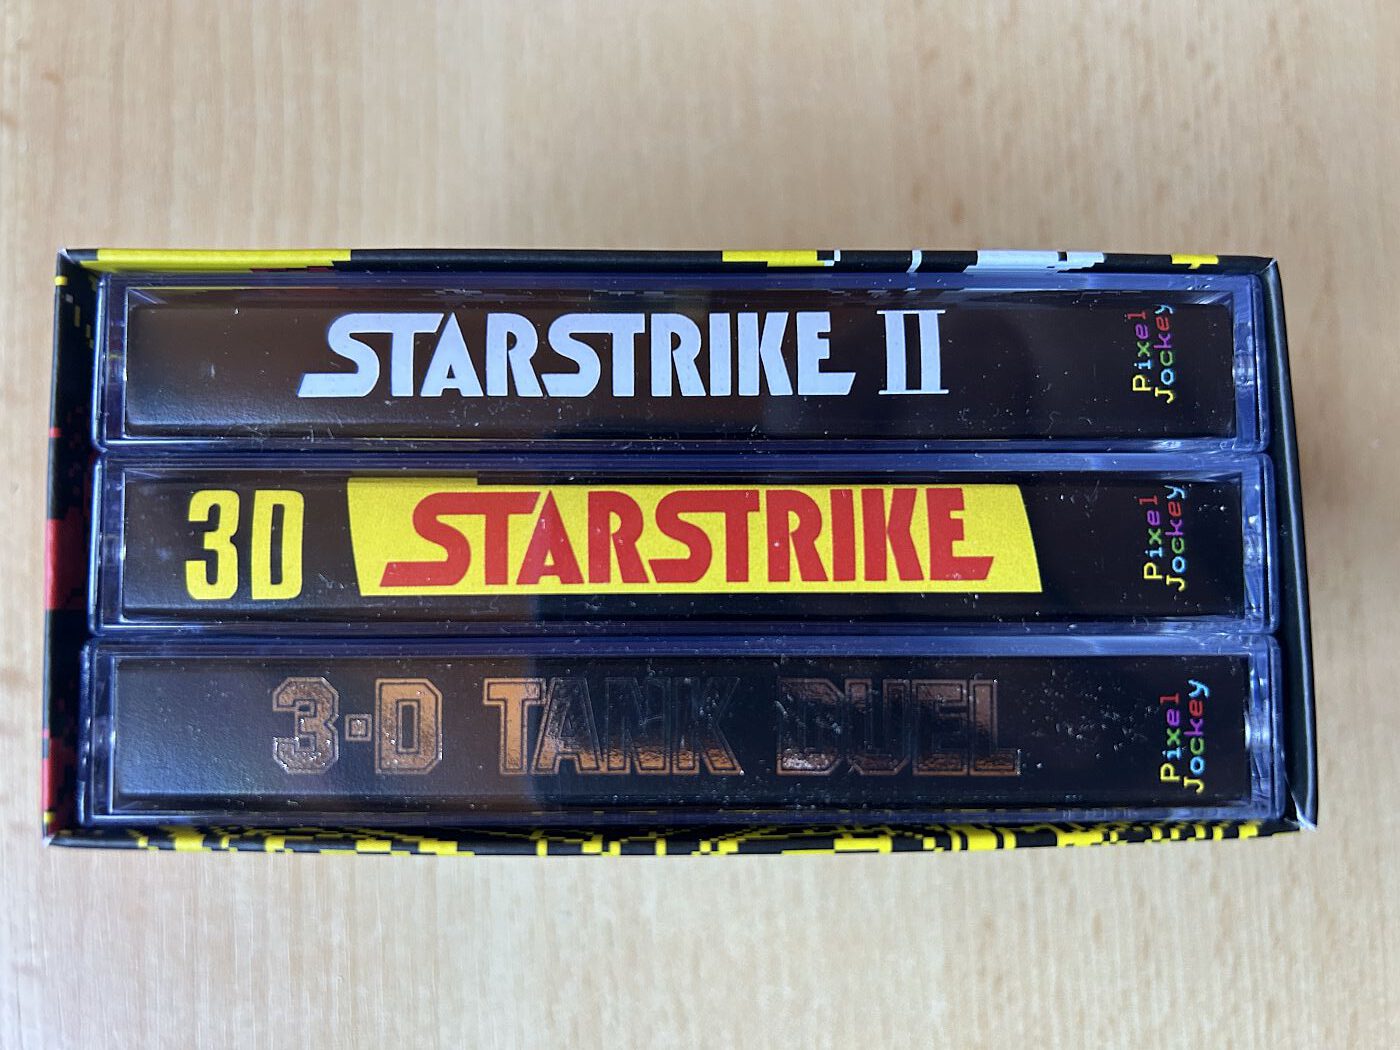 STARSTRIKE II
Pixel
Jockey
3D STARSTRIKE
Pixel
Jockey
3-D TANK DUEL
Pixel
Jockey